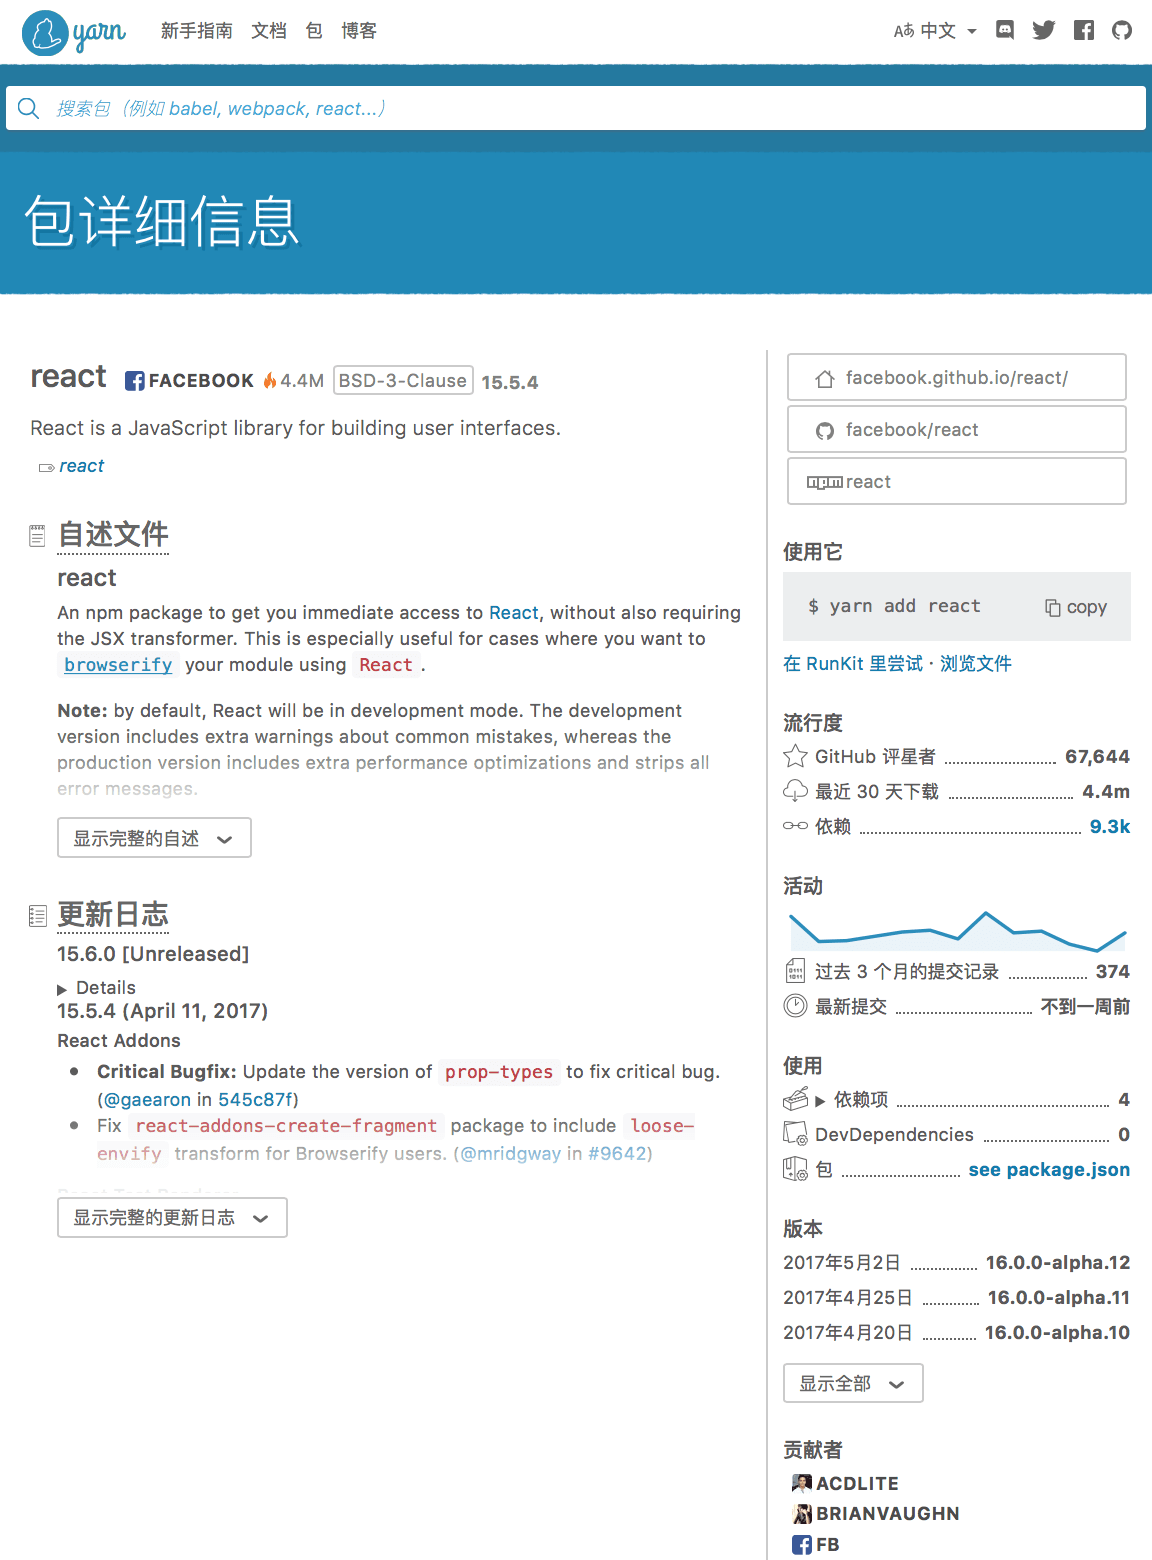 yarn 新手指南 文档 包 博客 Aあ 中文
搜索包（例如 babel, webpack, react...）
包详细信息
react FACEBOOK 4.4M BSD-3-Clause 15.5.4
React is a JavaScript library for building user interfaces.
react
自述文件
react
An npm package to get you immediate access to React, without also requiring
the JSX transformer. This is especially useful for cases where you want to
browserify your module using React.
Note: by default, React will be in development mode. The development
version includes extra warnings about common mistakes, whereas the
production version includes extra performance optimizations and strips all
error messages.
显示完整的自述
更新日志
15.6.0 [Unreleased]
Details
15.5.4 (April 11, 2017)
React Addons
Critical Bugfix: Update the version of prop-types to fix critical bug.
(@gaearon in 545c87f)
Fix react-addons-create-fragment package to include loose-
envify transform for Browserify users. (@mridgway in #9642)
显示完整的更新日志
facebook.github.io/react/
facebook/react
npm react
使用它
$ yarn add react copy
在 RunKit 里尝试 · 浏览文件
流行度
GitHub 评星者 67,644
最近 30 天下载 4.4m
依赖 9.3k
活动
过去 3 个月的提交记录 374
最新提交 不到一周前
使用
依赖项 4
DevDependencies 0
包 see package.json
版本
2017年5月2日 16.0.0-alpha.12
2017年4月25日 16.0.0-alpha.11
2017年4月20日 16.0.0-alpha.10
显示全部
贡献者
ACDLITE
BRIANVAUGHN
FB